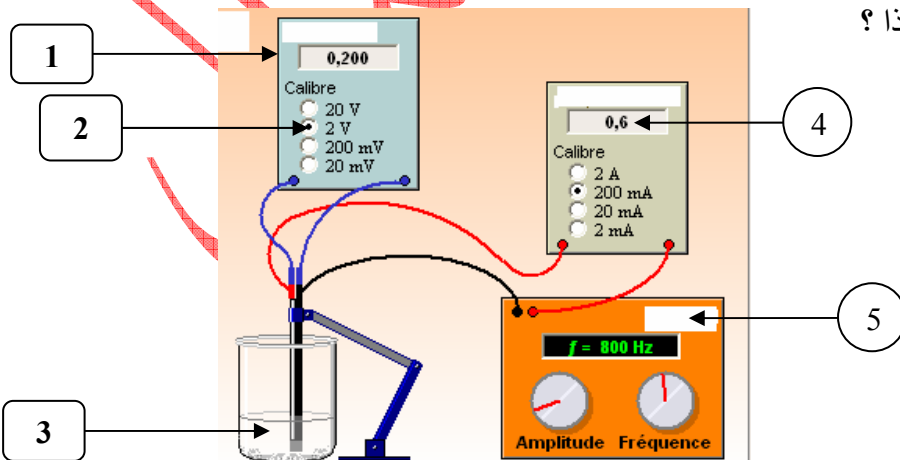 ذا ؟
1
0,200
Calibre
20 V
2 V
200 mV
20 mV
2
0,6
4
Calibre
2 A
200 mA
20 mA
2 mA
5
f = 800 Hz
Amplitude Fréquence
3